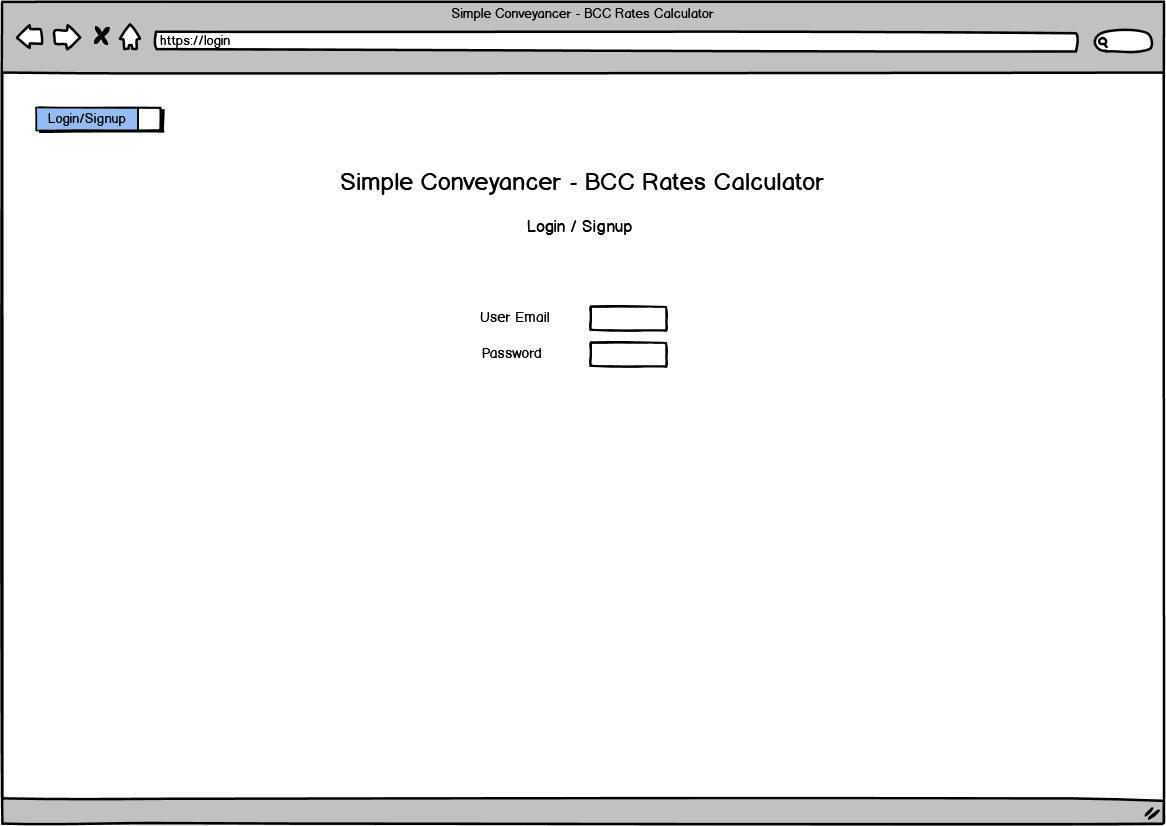 Simple Conveyancer - BCC Rates Calculator
https://login
Login/Signup
Simple Conveyancer - BCC Rates Calculator
Login / Signup
User Email
Password